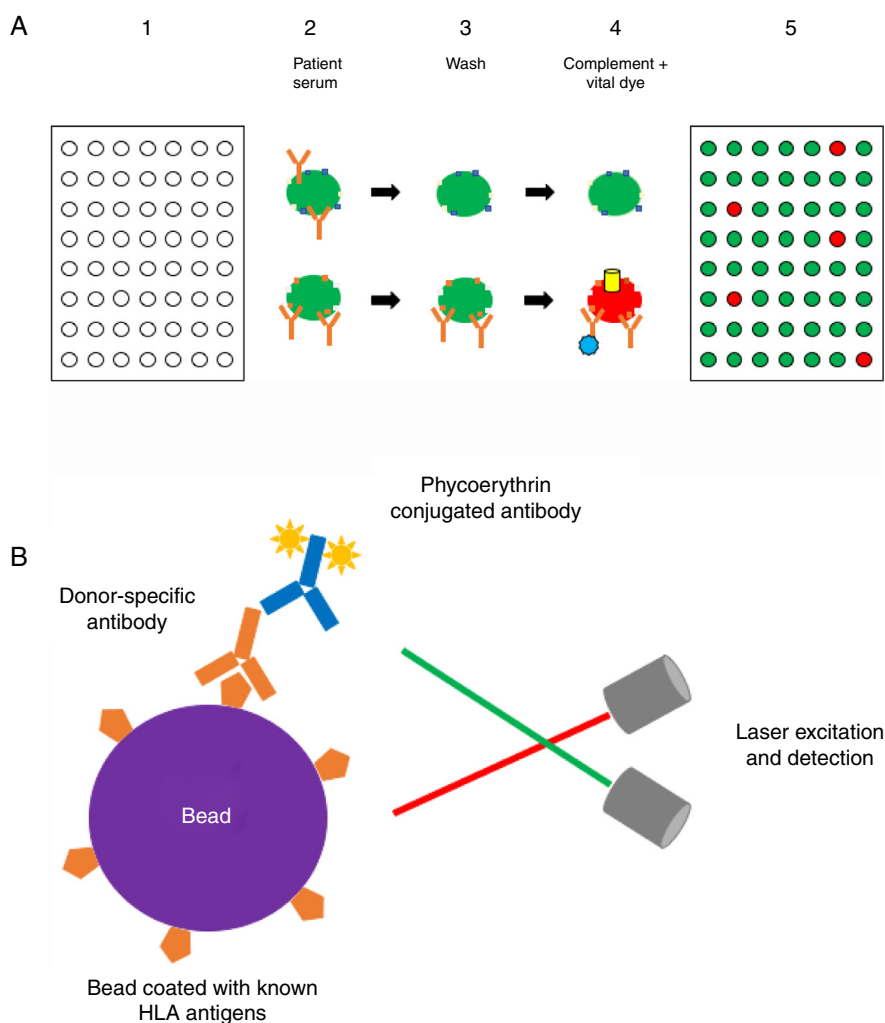 A
1
2
3
4
5
Patient
serum
Wash
Complement +
vital dye
Phycoerythrin
conjugated antibody
B
Donor-specific
antibody
Laser excitation
and detection
Bead
Bead coated with known
HLA antigens